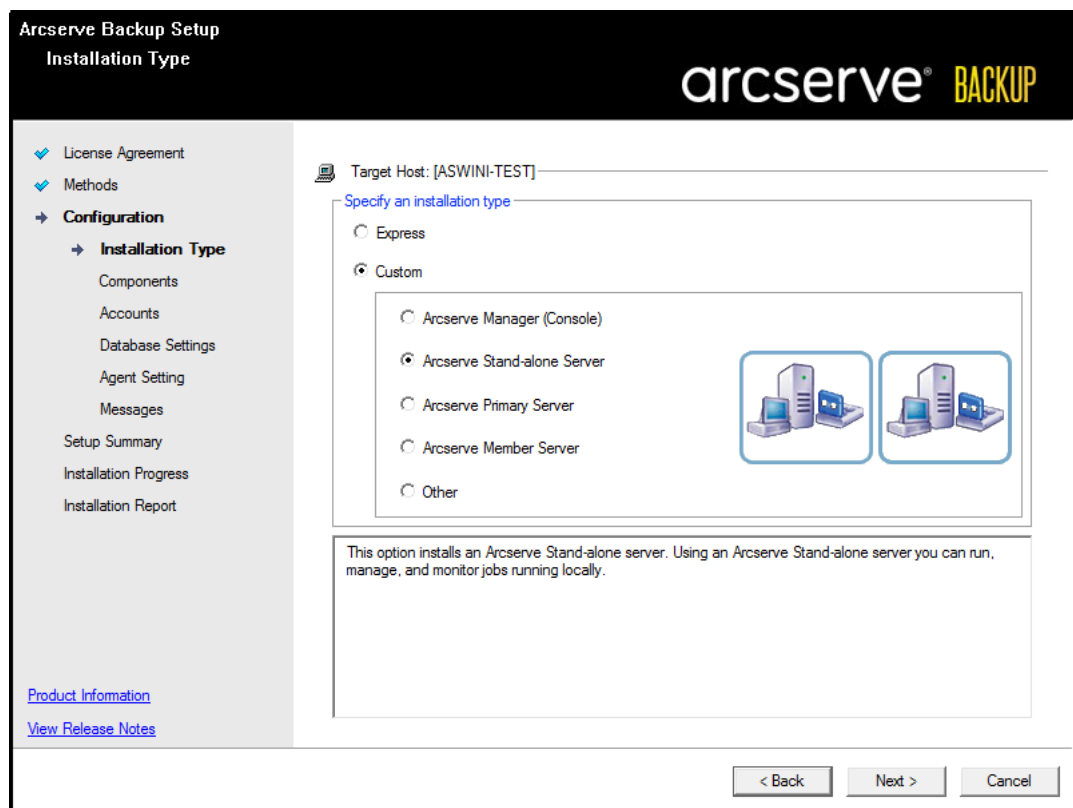 Arcserve Backup Setup
Installation Type
arcserve® BACKUP
License Agreement
Methods
Configuration
Installation Type
Components
Accounts
Database Settings
Agent Setting
Messages
Setup Summary
Installation Progress
Installation Report
Product Information
View Release Notes
Target Host: [ASWINI-TEST]
Specify an installation type
Express
Custom
Arcserve Manager (Console)
Arcserve Stand-alone Server
Arcserve Primary Server
Arcserve Member Server
Other
This option installs an Arcserve Stand-alone server. Using an Arcserve Stand-alone server you can run,
manage, and monitor jobs running locally.
< Back
Next >
Cancel